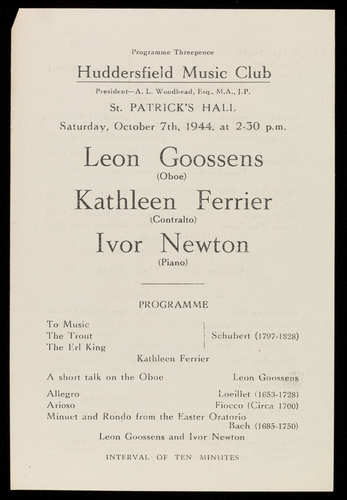 Programme Threepence
Huddersfield Music Club
President—A. L. Woodhead, Esq., M.A., J.P.
St. PATRICK'S HALL
Saturday, October 7th, 1944, at 2-30 p.m.
Leon Goossens
(Oboe)
Kathleen Ferrier
(Contralto)
Ivor Newton
(Piano)
PROGRAMME
To Music
The Trout } Schubert (1797-1828)
The Erl King
Kathleen Ferrier
A short talk on the Oboe Leon Goossens
Allegro Loeillet (1653-1728)
Arioso Fiocco (Circa 1700)
Minuet and Rondo from the Easter Oratorio
Bach (1685-1750)
Leon Goossens and Ivor Newton
INTERVAL OF TEN MINUTES